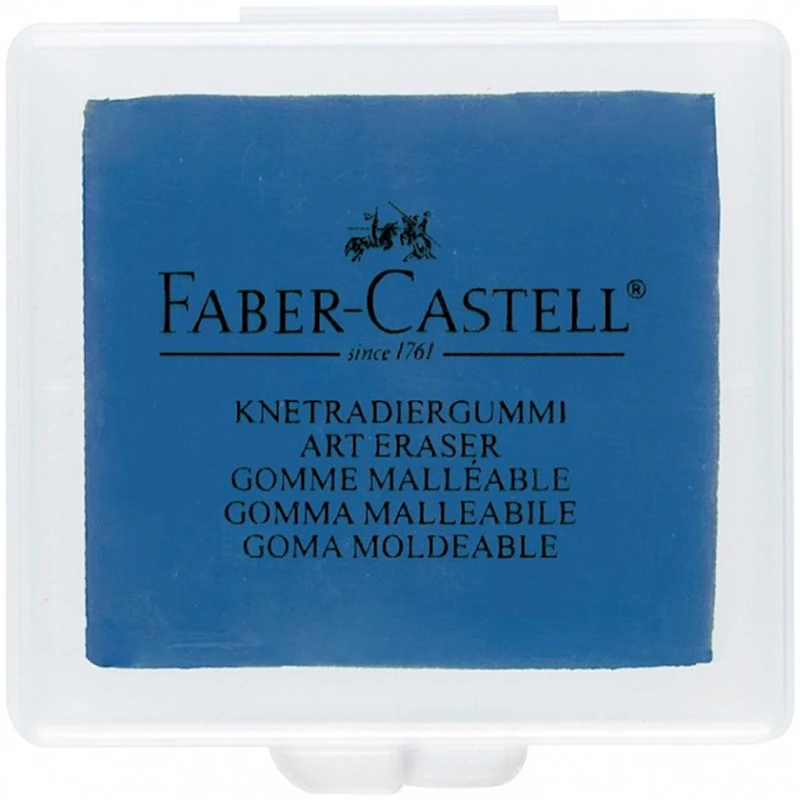 FABER-CASTELL®
since 1761
KNETRADIERGUMMI
ART ERASER
GOMME MALLÉABLE
GOMMA MALLEABILE
GOMA MOLDEABLE